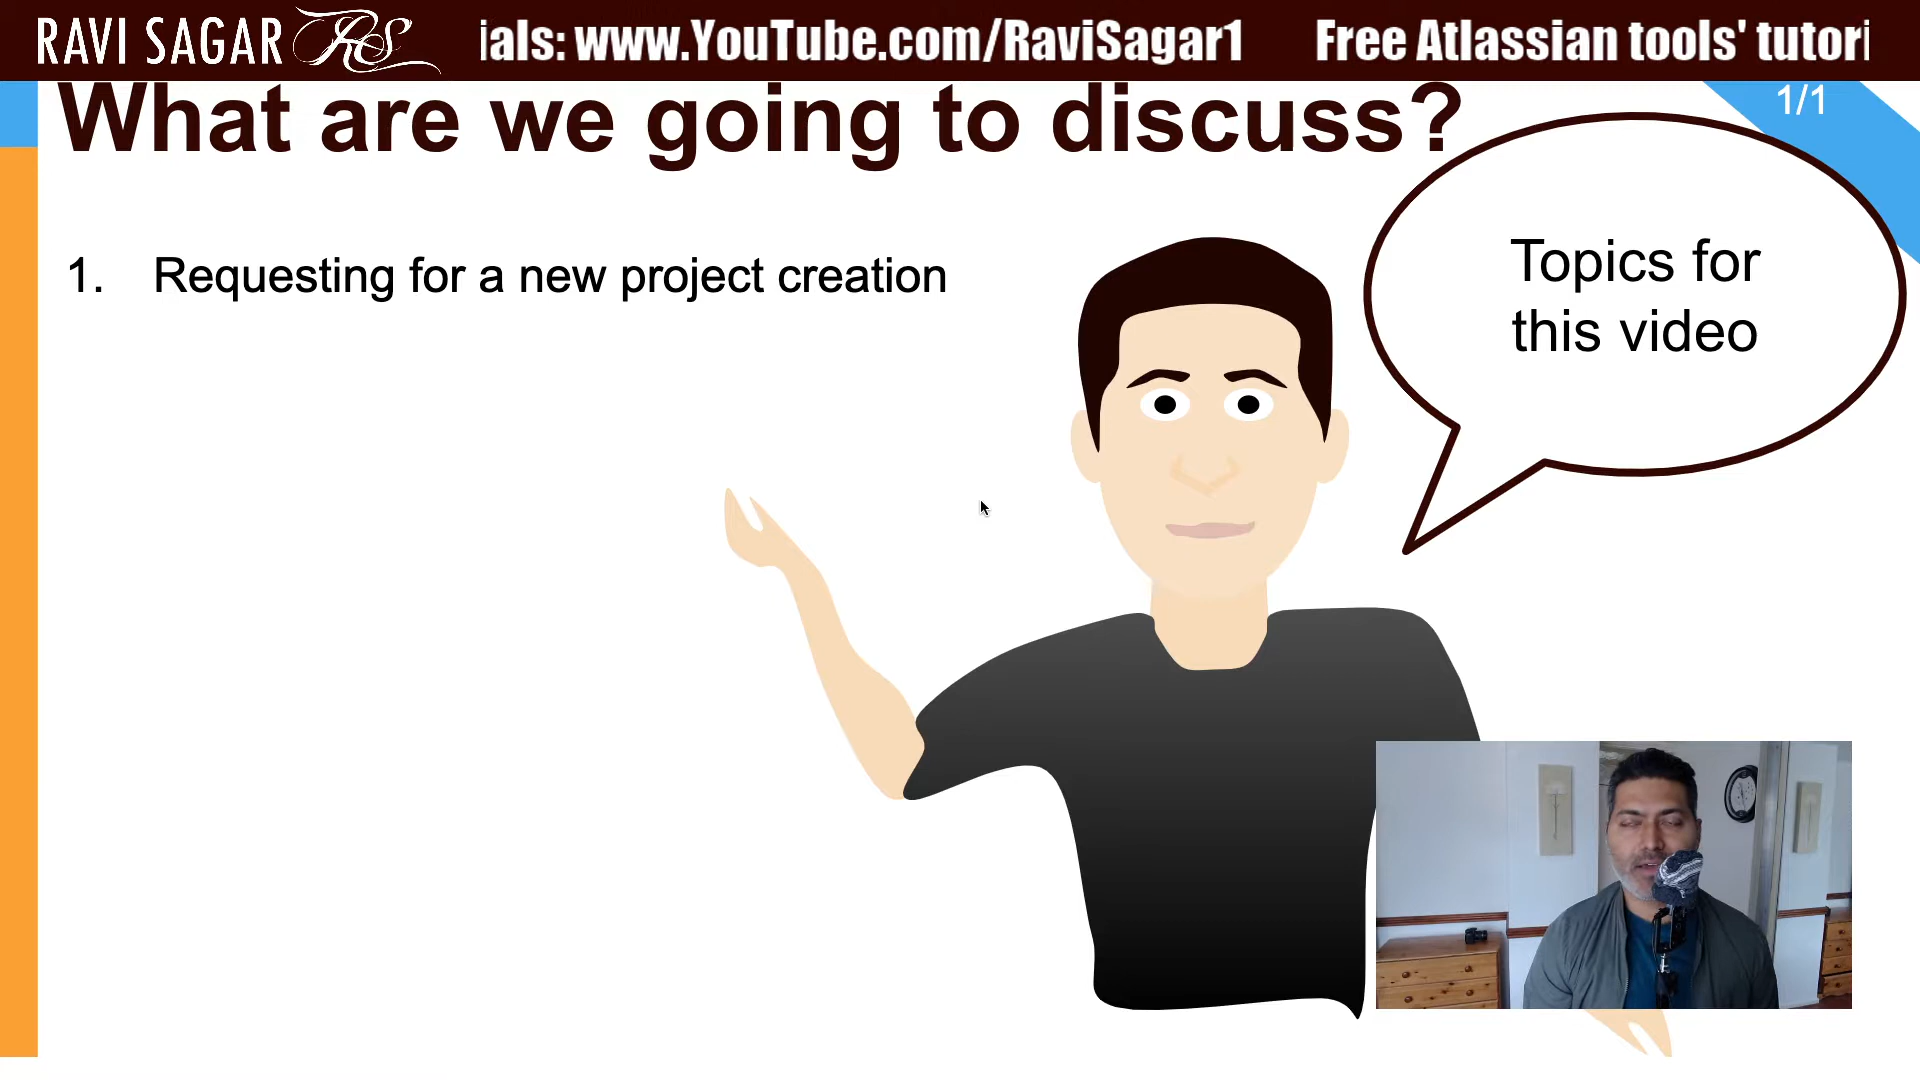 RAVI SAGAR RS
ials: www.YouTube.com/RaviSagar1 Free Atlassian tools' tutori
What are we going to discuss?
1/1
1. Requesting for a new project creation
Topics for
this video